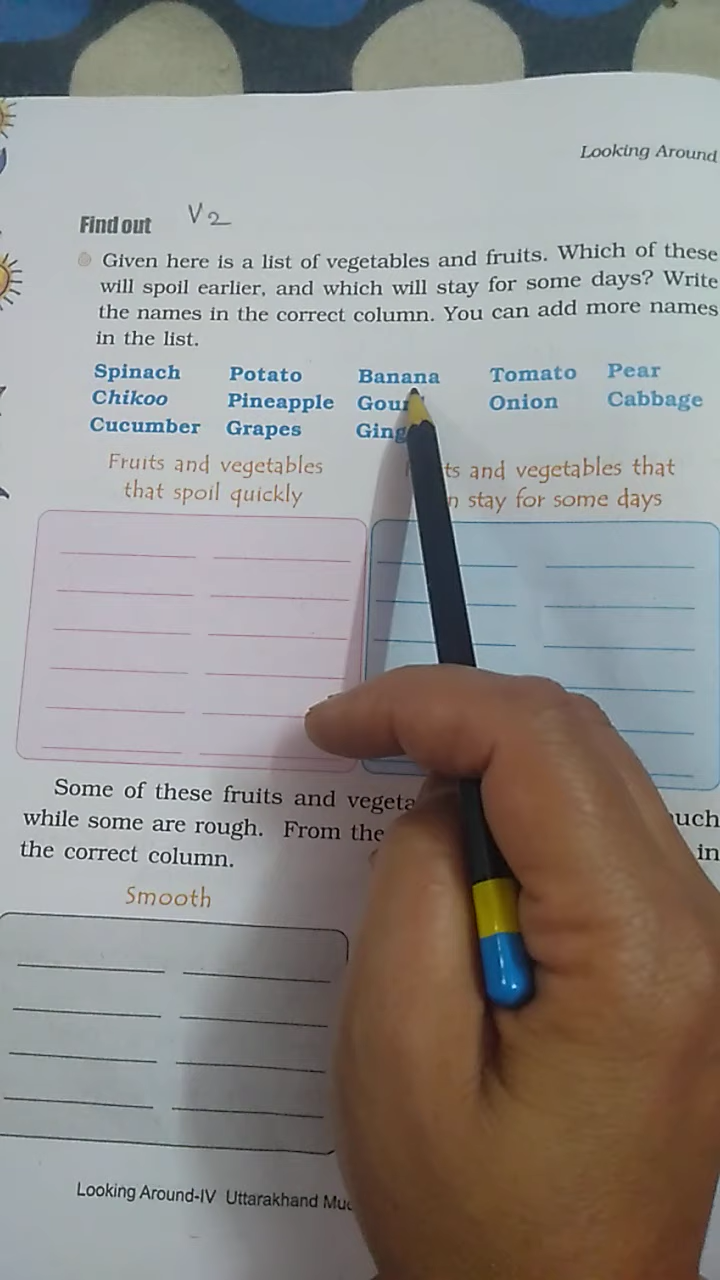 Looking Around
Find out V2
Given here is a list of vegetables and fruits. Which of these
will spoil earlier, and which will stay for some days? Write
the names in the correct column. You can add more names
in the list.
Spinach Potato Banana Tomato Pear
Chikoo Pineapple Onion Cabbage
Cucumber Grapes
Fruits and vegetables and vegetables that
that spoil quickly stay for some days
Some of these fruits and
while some are rough. From the
the correct column. in
Smooth
Looking Around-IV Uttarakhand